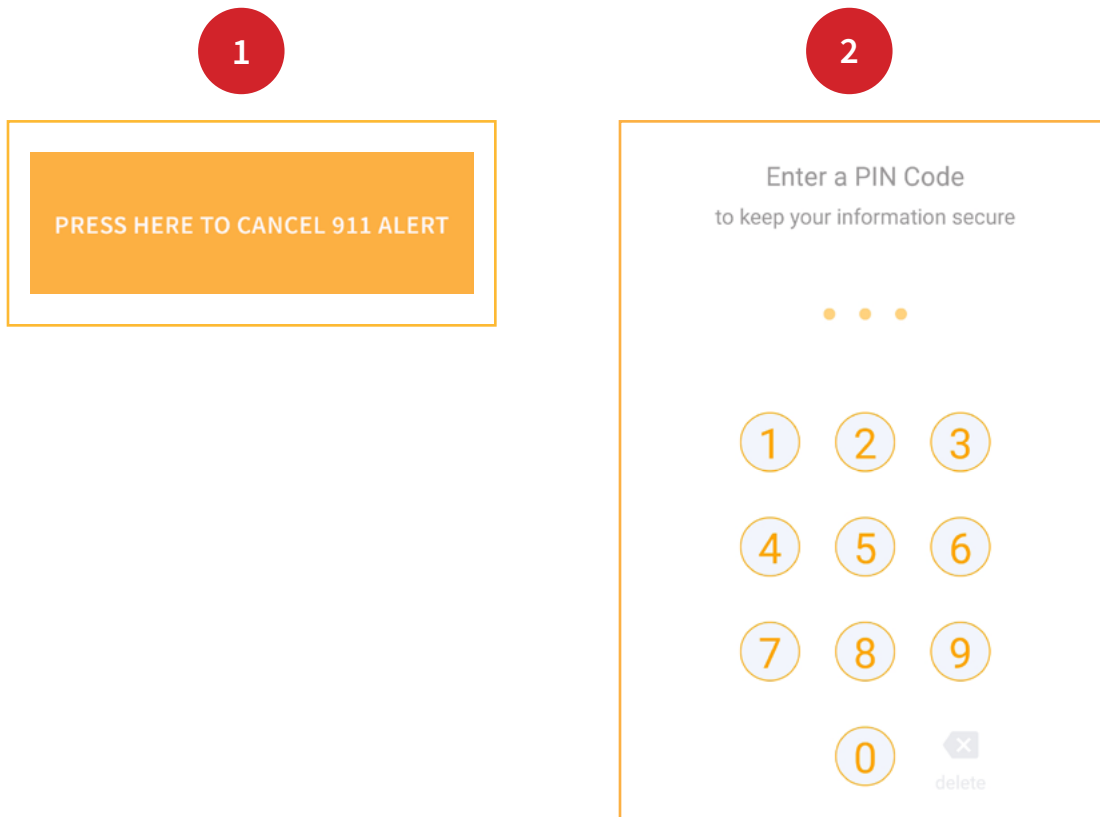 1
PRESS HERE TO CANCEL 911 ALERT
2
Enter a PIN Code
to keep your information secure
1 2 3
4 5 6
7 8 9
0
delete